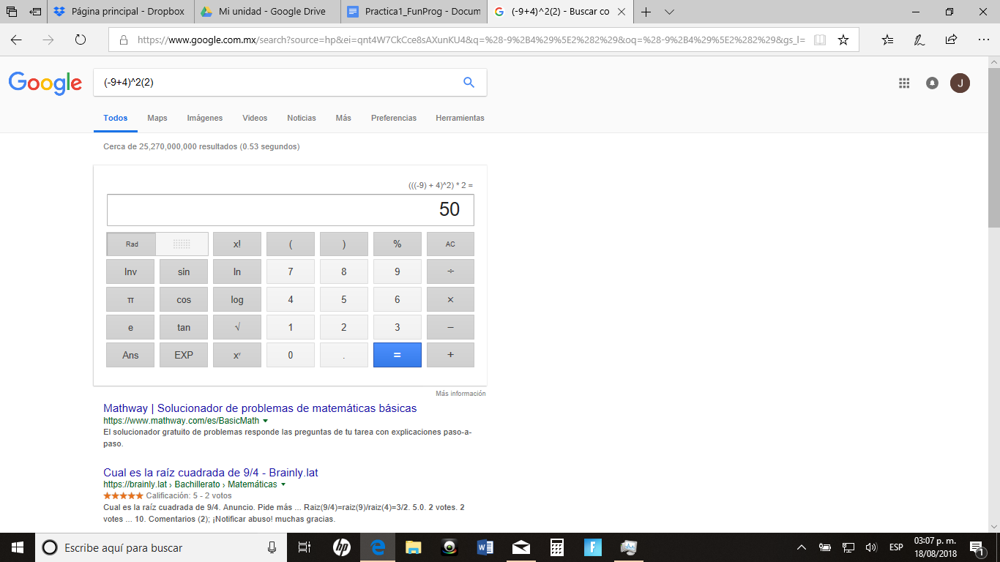 Página principal - Dropbox
Mi unidad - Google Drive
Practica1_FunProg - Docum
(-9+4)^2(2) - Buscar co
https://www.google.com.mx/search?source=hp&ei=qnt4W7CkCce8sAXunKU4&q=%28-9%2B4%29%5E2%282%29&oq=%28-9%2B4%29%5E2%282%29&gs_l=
Google
(-9+4)^2(2)
J
Todos Maps Imágenes Videos Noticias Más Preferencias Herramientas
Cerca de 25,270,000,000 resultados (0.53 segundos)
(((-9) + 4)^2) * 2 =
50
Rad x! ( ) % AC
Inv sin ln 7 8 9 ÷
π cos log 4 5 6 ×
e tan √ 1 2 3 −
Ans EXP xʸ 0 . = +
Más información
Mathway | Solucionador de problemas de matemáticas básicas
https://www.mathway.com/es/BasicMath
El solucionador gratuito de problemas responde las preguntas de tu tarea con explicaciones paso-a-
paso.
Cual es la raíz cuadrada de 9/4 - Brainly.lat
https://brainly.lat › Bachillerato › Matemáticas
Calificación: 5 - 2 votos
Cual es la raíz cuadrada de 9/4. Anuncio. Pide más ... Raiz(9/4)=raiz(9)/raiz(4)=3/2. 5.0. 2 votes. 2
votes ... 10. Comentarios (2); ¡Notificar abuso! muchas gracias.
Escribe aquí para buscar
hp
W
F
ESP
03:07 p. m.
18/08/2018
1